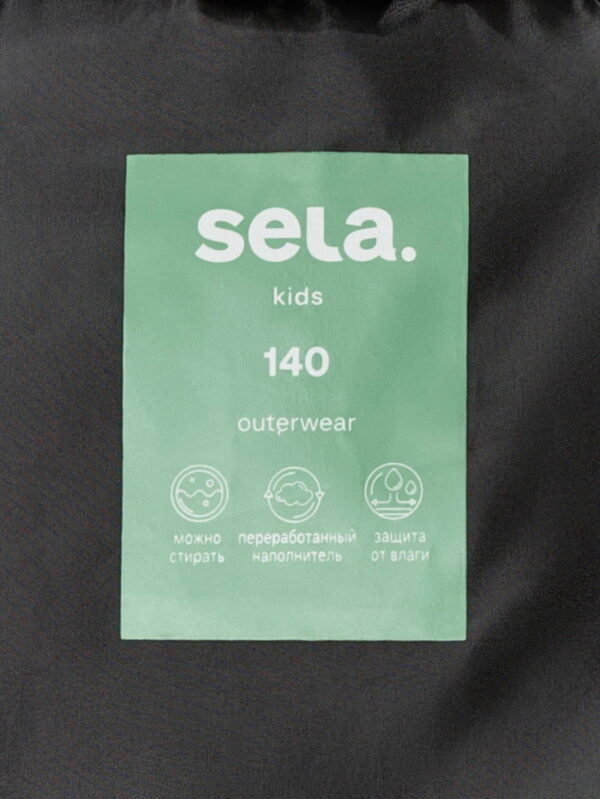 sela.
kids
140
outerwear
можно стирать
переработанный наполнитель
защита от влаги